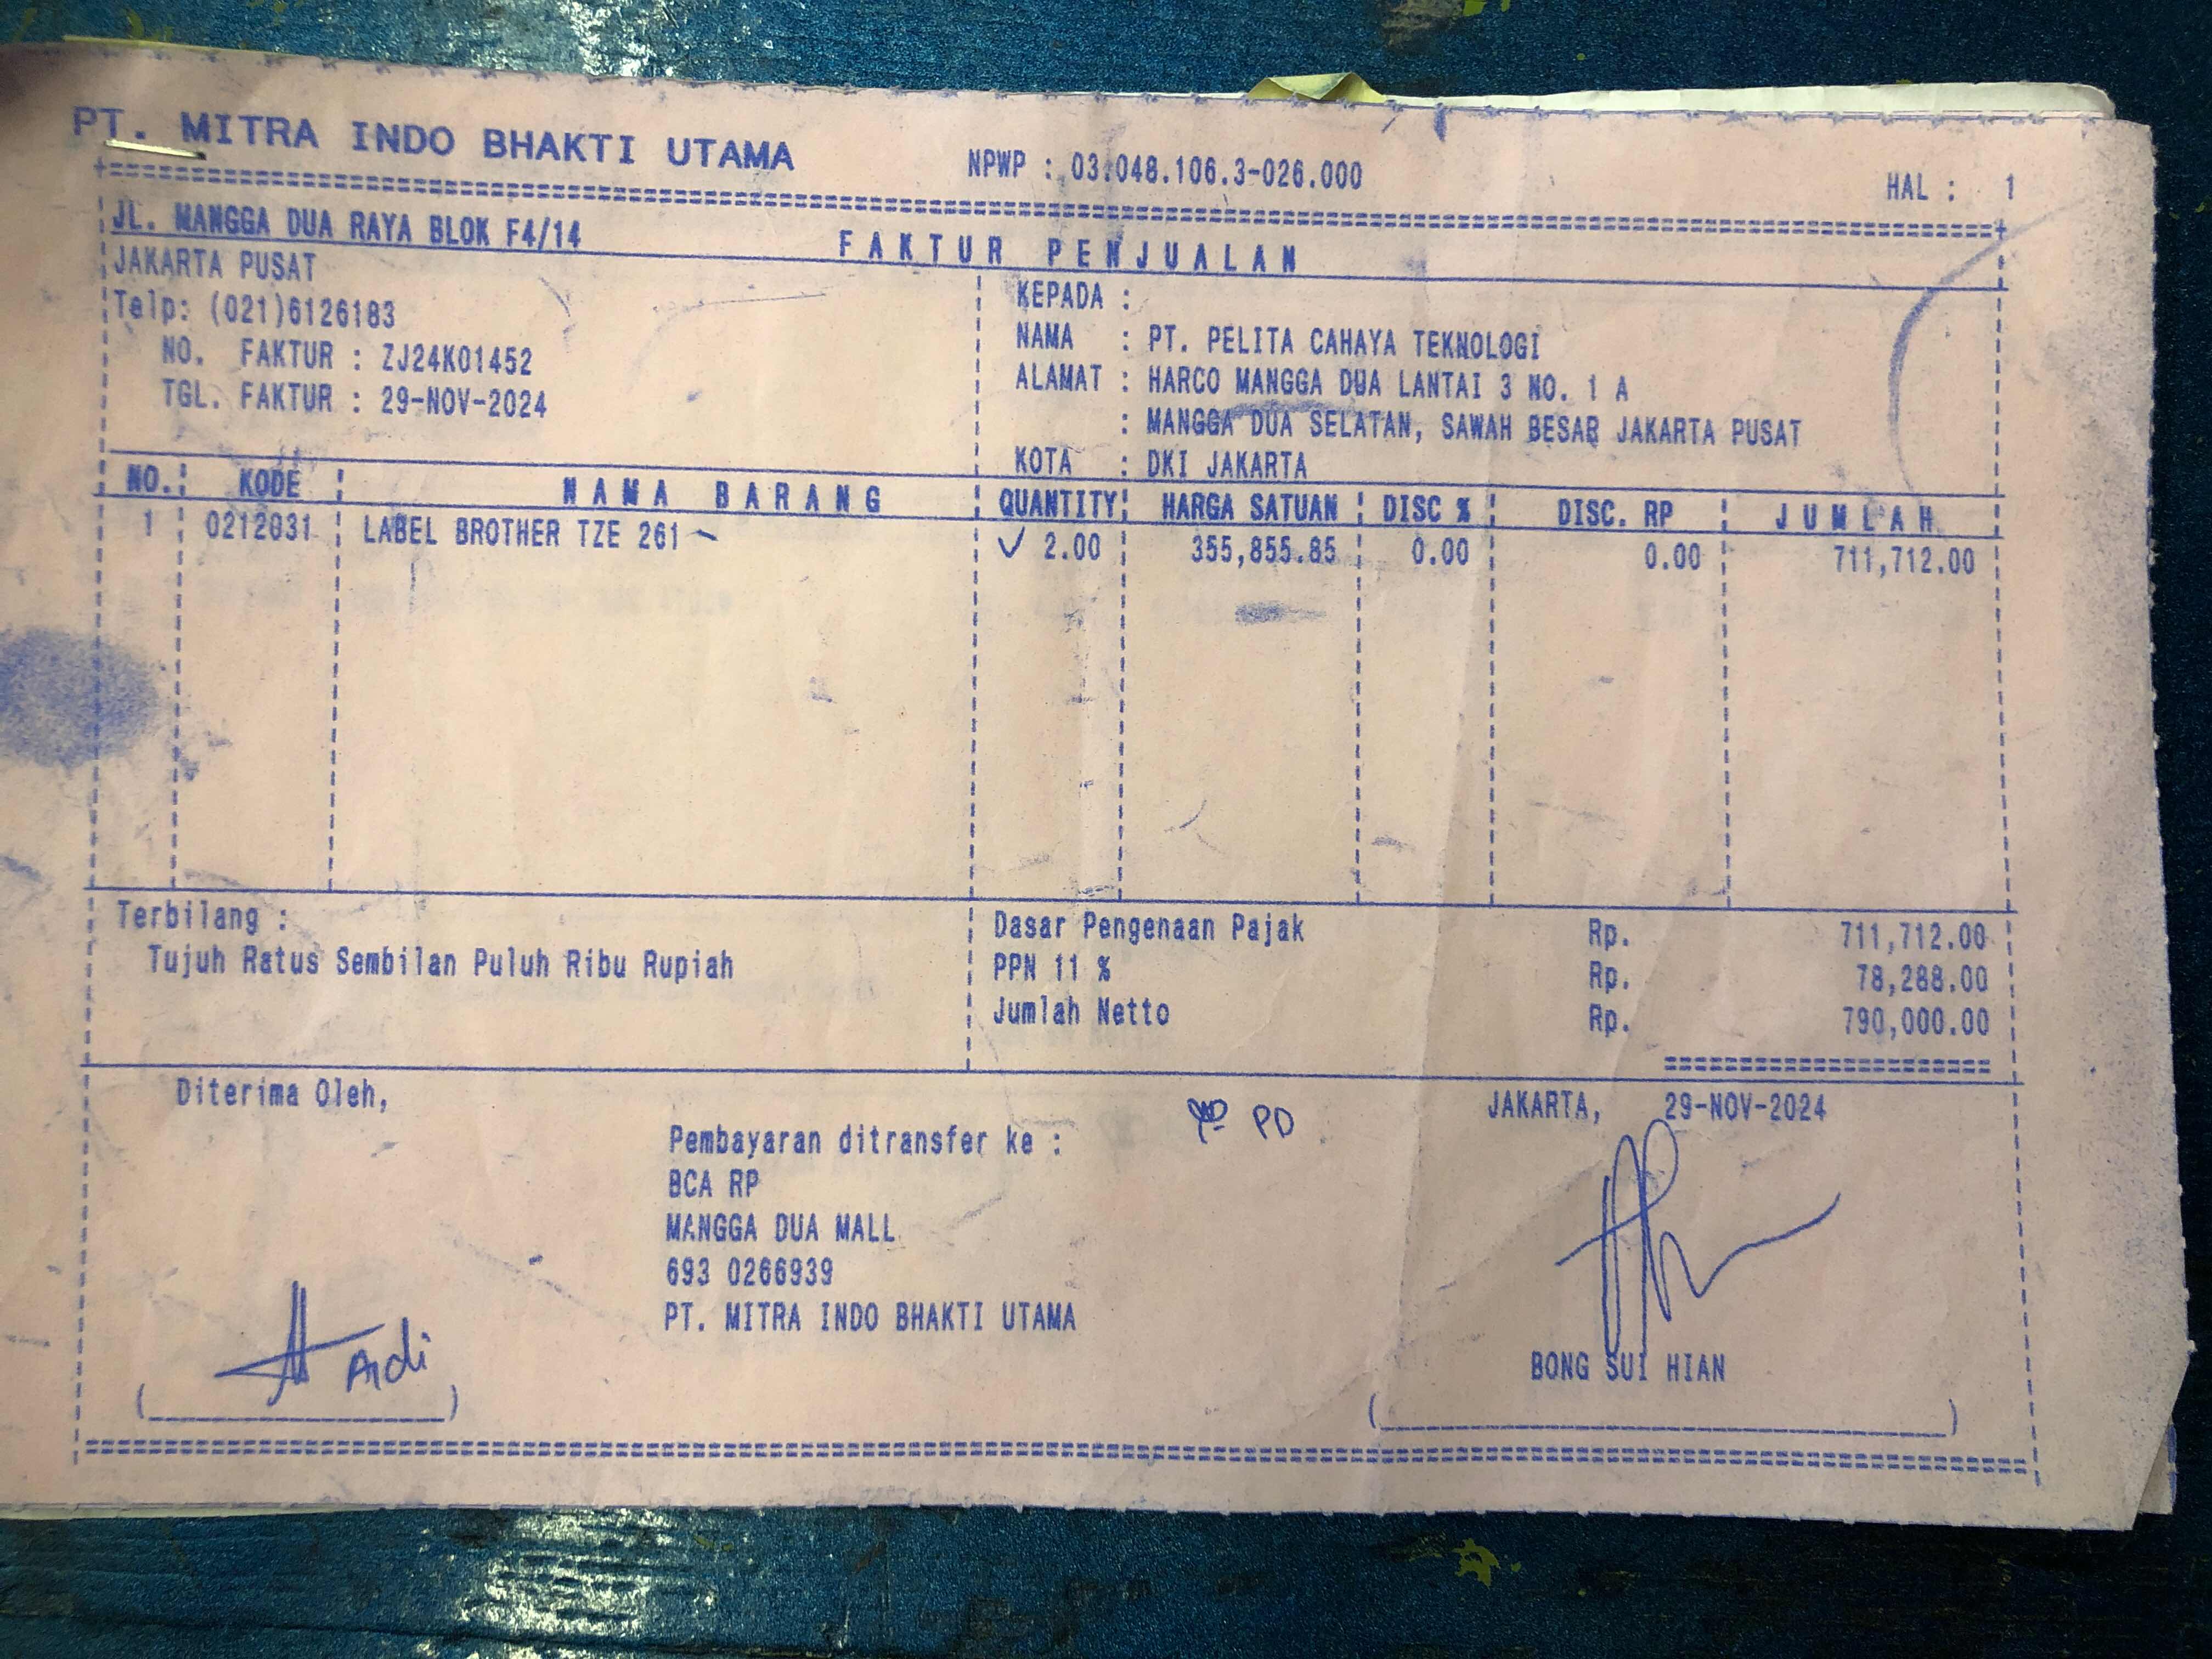 PT. MITRA INDO BHAKTI UTAMA NPWP : 03.048.106.3-026.000 HAL : 1
JL. MANGGA DUA RAYA BLOK F4/14
FAKTUR PENJUALAN
JAKARTA PUSAT
Telp: (021)6126183
NO. FAKTUR : ZJ24K01452
TGL. FAKTUR : 29-NOV-2024
KEPADA :
NAMA : PT. PELITA CAHAYA TEKNOLOGI
ALAMAT : HARCO MANGGA DUA LANTAI 3 NO. 1 A
: MANGGA DUA SELATAN, SAWAH BESAR JAKARTA PUSAT
KOTA : DKI JAKARTA
NO. KODE NAMA BARANG QUANTITY HARGA SATUAN DISC % DISC. RP JUMLAH
1 0212031 LABEL BROTHER TZE 261 2.00 355,855.85 0.00 0.00 711,712.00
Terbilang :
Tujuh Ratus Sembilan Puluh Ribu Rupiah
Dasar Pengenaan Pajak Rp. 711,712.00
PPN 11 % Rp. 78,288.00
Jumlah Netto Rp. 790,000.00
Diterima Oleh,
Andi
Pembayaran ditransfer ke :
BCA RP
MANGGA DUA MALL
693 0266939
PT. MITRA INDO BHAKTI UTAMA
PD
JAKARTA, 29-NOV-2024
BONG SUI HIAN